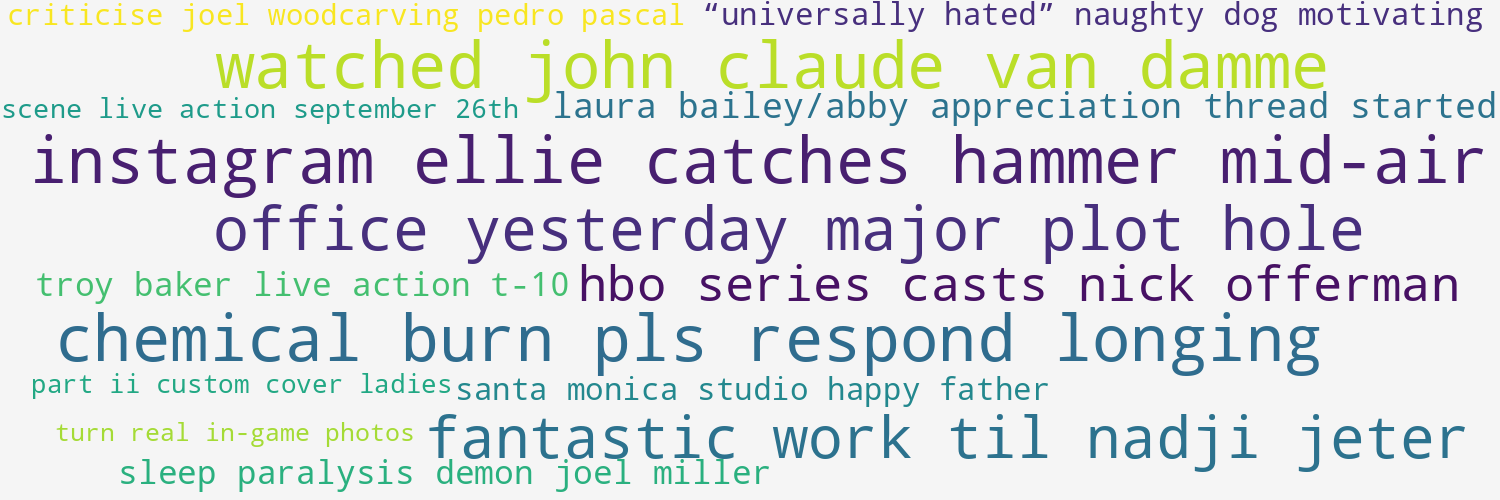 criticise joel woodcarving pedro pascal “universally hated” naughty dog motivating
watched john claude van damme
scene live action september 26th laura bailey/abby appreciation thread started
instagram ellie catches hammer mid-air
office yesterday major plot hole
troy baker live action t-10 hbo series casts nick offerman
chemical burn pls respond longing
part ii custom cover ladies santa monica studio happy father
turn real in-game photos fantastic work til nadji jeter
sleep paralysis demon joel miller